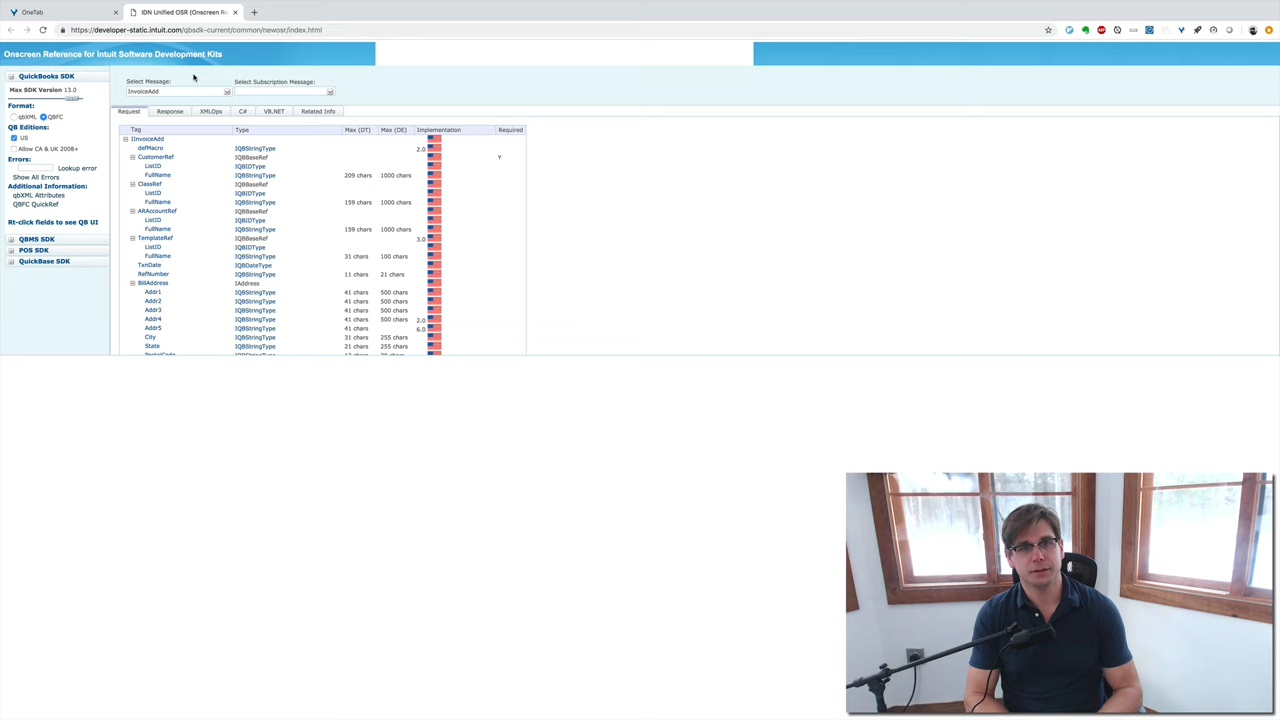 OneTab
IDN Unified OSR (Onscreen Re
https://developer-static.intuit.com/qbsdk-current/common/newosr/index.html
Onscreen Reference for Intuit Software Development Kits
QuickBooks SDK
Max SDK Version 13.0
Format:
qbXML QBFC
QB Editions:
US
Allow CA & UK 2008+
Errors:
Lookup error
Show All Errors
Additional Information:
qbXML Attributes
QBFC QuickRef
Rt-click fields to see QB UI
QBMS SDK
POS SDK
QuickBase SDK
Select Message: Select Subscription Message:
InvoiceAdd
Request Response XMLOps C# VB.NET Related Info
Tag Type Max (DT) Max (OE) Implementation Required
IInvoiceAdd
defMacro IQBStringType 2.0
CustomerRef IQBBaseRef Y
ListID IQBIDType
FullName IQBStringType 209 chars 1000 chars
ClassRef IQBBaseRef
ListID IQBIDType
FullName IQBStringType 159 chars 1000 chars
ARAccountRef IQBBaseRef
ListID IQBIDType
FullName IQBStringType 159 chars 1000 chars
TemplateRef IQBBaseRef 3.0
ListID IQBIDType
FullName IQBStringType 31 chars 100 chars
TxnDate IQBDateType
RefNumber IQBStringType 11 chars 21 chars
BillAddress IAddress
Addr1 IQBStringType 41 chars 500 chars
Addr2 IQBStringType 41 chars 500 chars
Addr3 IQBStringType 41 chars 500 chars
Addr4 IQBStringType 41 chars 500 chars 2.0
Addr5 IQBStringType 41 chars 6.0
City IQBStringType 31 chars 255 chars
State IQBStringType 21 chars 255 chars